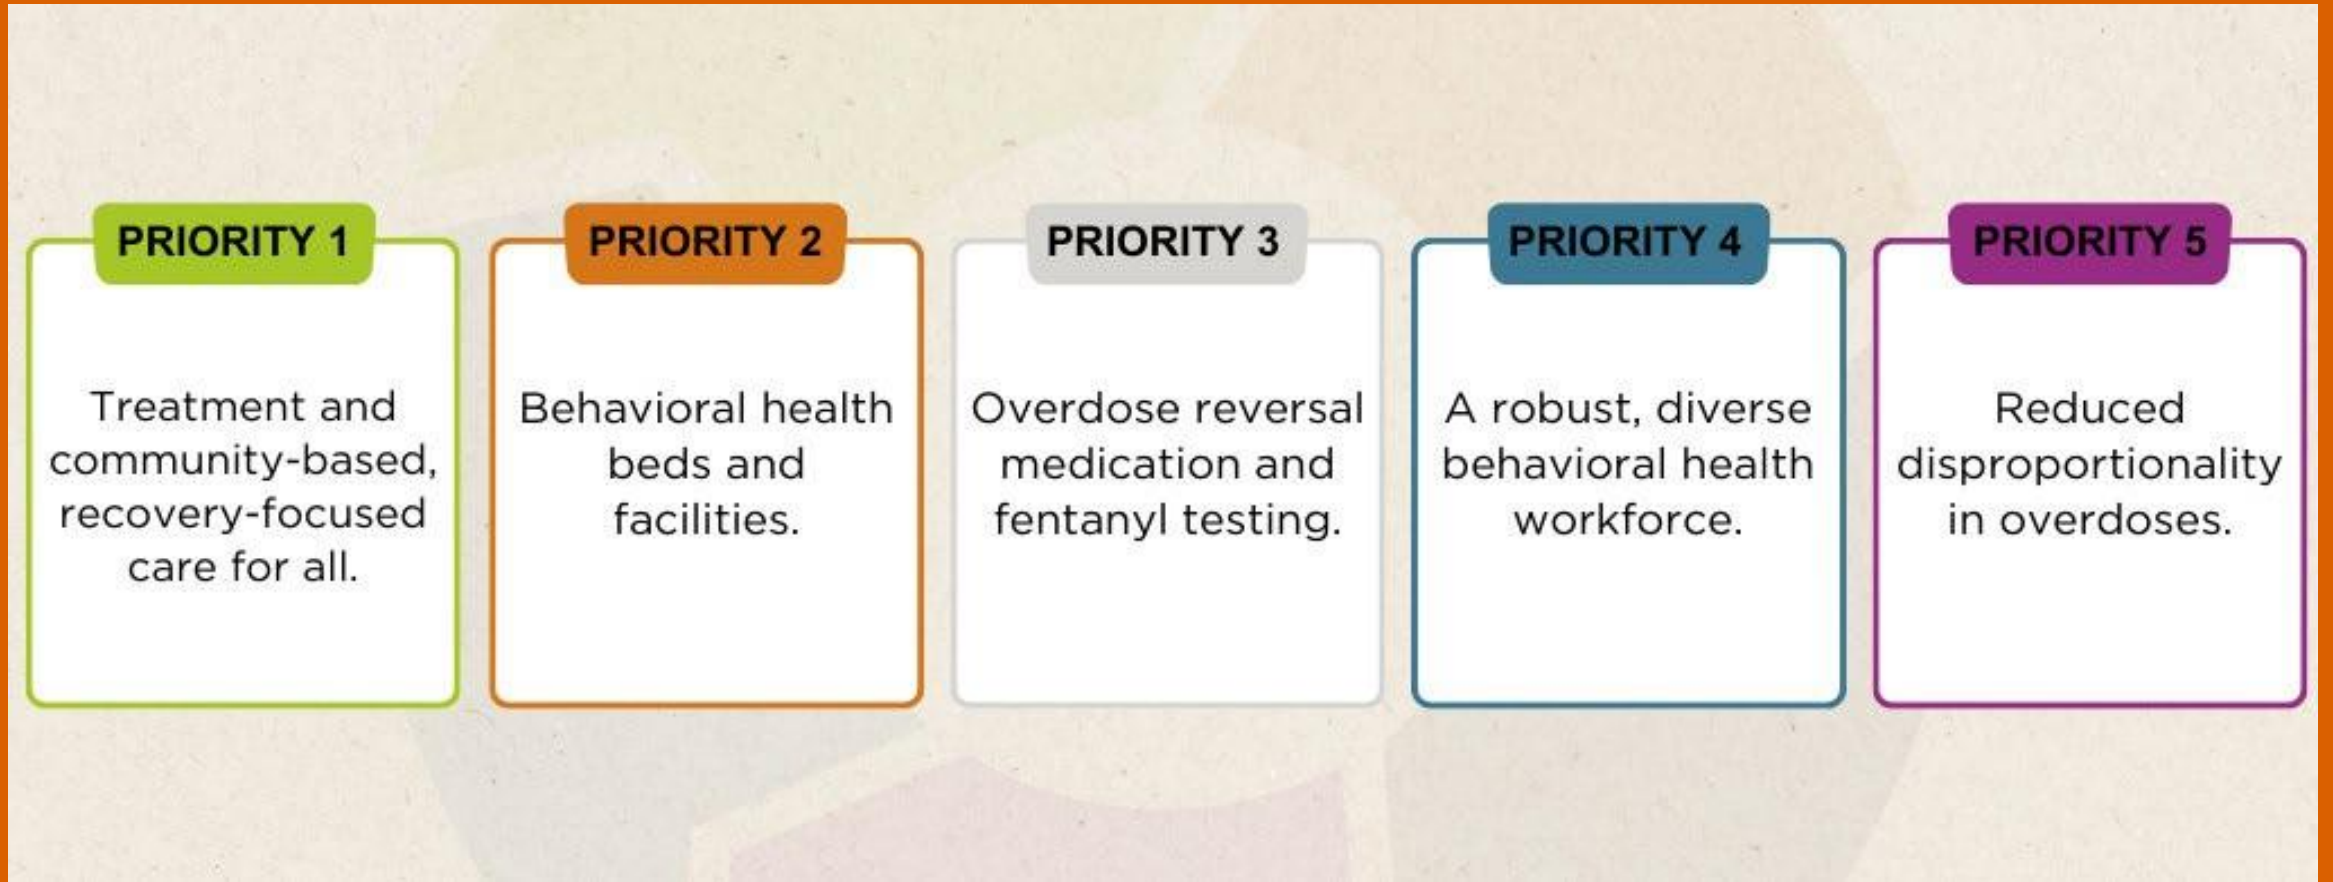 PRIORITY 1
Treatment and
community-based,
recovery-focused
care for all.
PRIORITY 2
Behavioral health
beds and
facilities.
PRIORITY 3
Overdose reversal
medication and
fentanyl testing.
PRIORITY 4
A robust, diverse
behavioral health
workforce.
PRIORITY 5
Reduced
disproportionality
in overdoses.